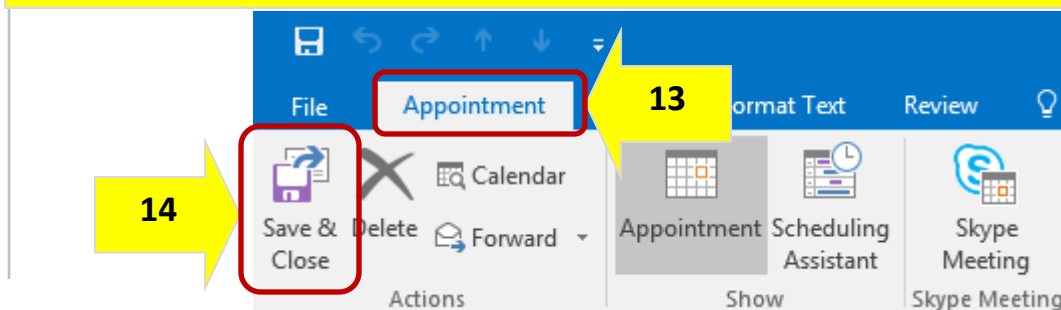 File Appointment 13 ormat Text Review
Calendar
14 Save & Close Delete Forward Appointment Scheduling Assistant Skype Meeting
Actions Show Skype Meeting